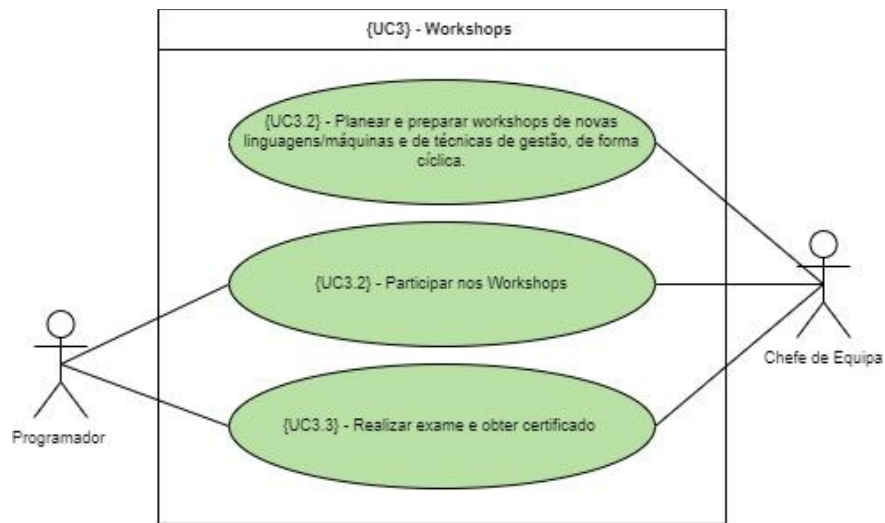 {UC3} - Workshops
{UC3.2} - Planear e preparar workshops de novas
linguagens/máquinas e de técnicas de gestão, de forma
cíclica.
{UC3.2} - Participar nos Workshops
Chefe de Equipa
{UC3.3} - Realizar exame e obter certificado
Programador